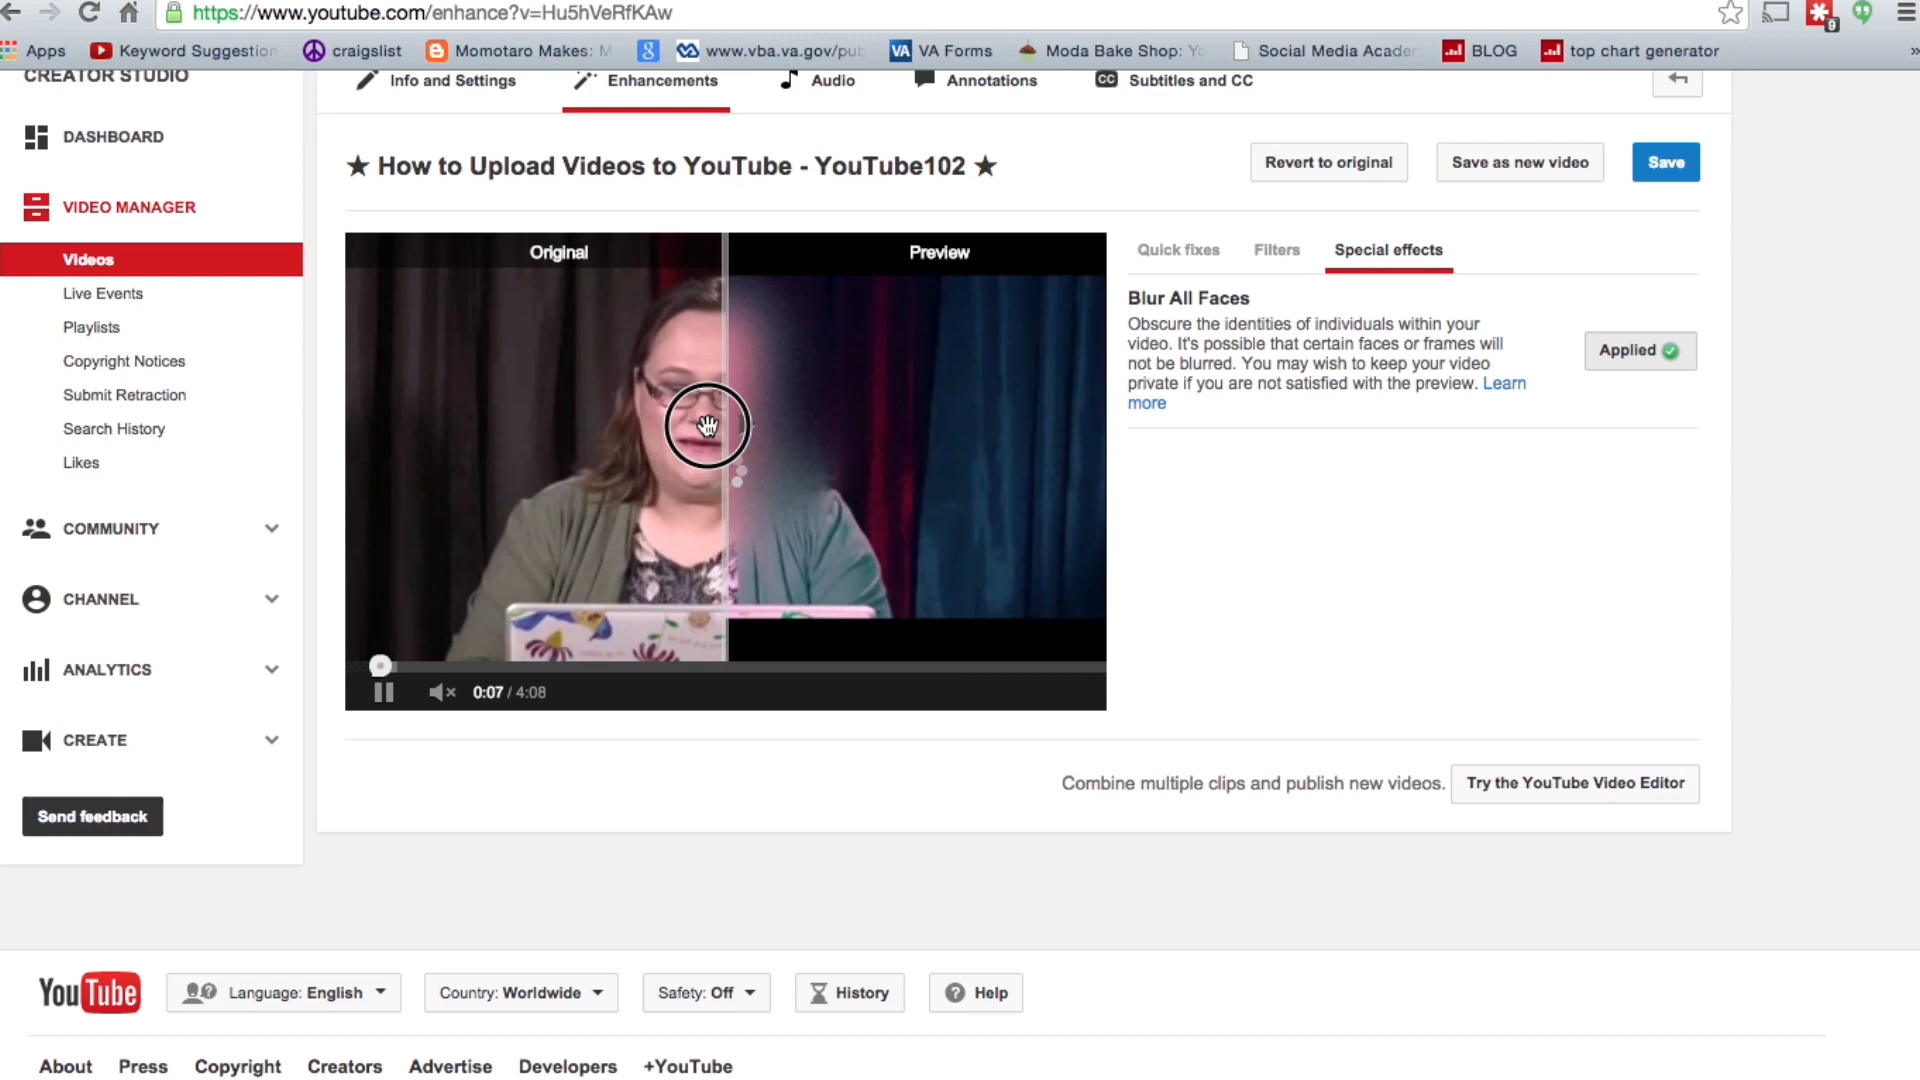 https://www.youtube.com/enhance?v=Hu5hVeRfKAw
9
Apps Keyword Suggestion craigslist Momotaro Makes: M 8 www.vba.va.gov/pub VA VA Forms Moda Bake Shop: Yo Social Media Acader BLOG top chart generator »
CREATOR STUDIO
Info and Settings Enhancements Audio Annotations CC Subtitles and CC
DASHBOARD
★ How to Upload Videos to YouTube - YouTube102 ★
Revert to original Save as new video Save
VIDEO MANAGER
Videos
Live Events
Playlists
Copyright Notices
Submit Retraction
Search History
Likes
Original Preview
Quick fixes Filters Special effects
Blur All Faces
Obscure the identities of individuals within your
video. It's possible that certain faces or frames will
not be blurred. You may wish to keep your video
private if you are not satisfied with the preview. Learn
more
Applied
COMMUNITY
CHANNEL
ANALYTICS
0:07 / 4:08
CREATE
Combine multiple clips and publish new videos. Try the YouTube Video Editor
Send feedback
YouTube Language: English Country: Worldwide Safety: Off History Help
About Press Copyright Creators Advertise Developers +YouTube